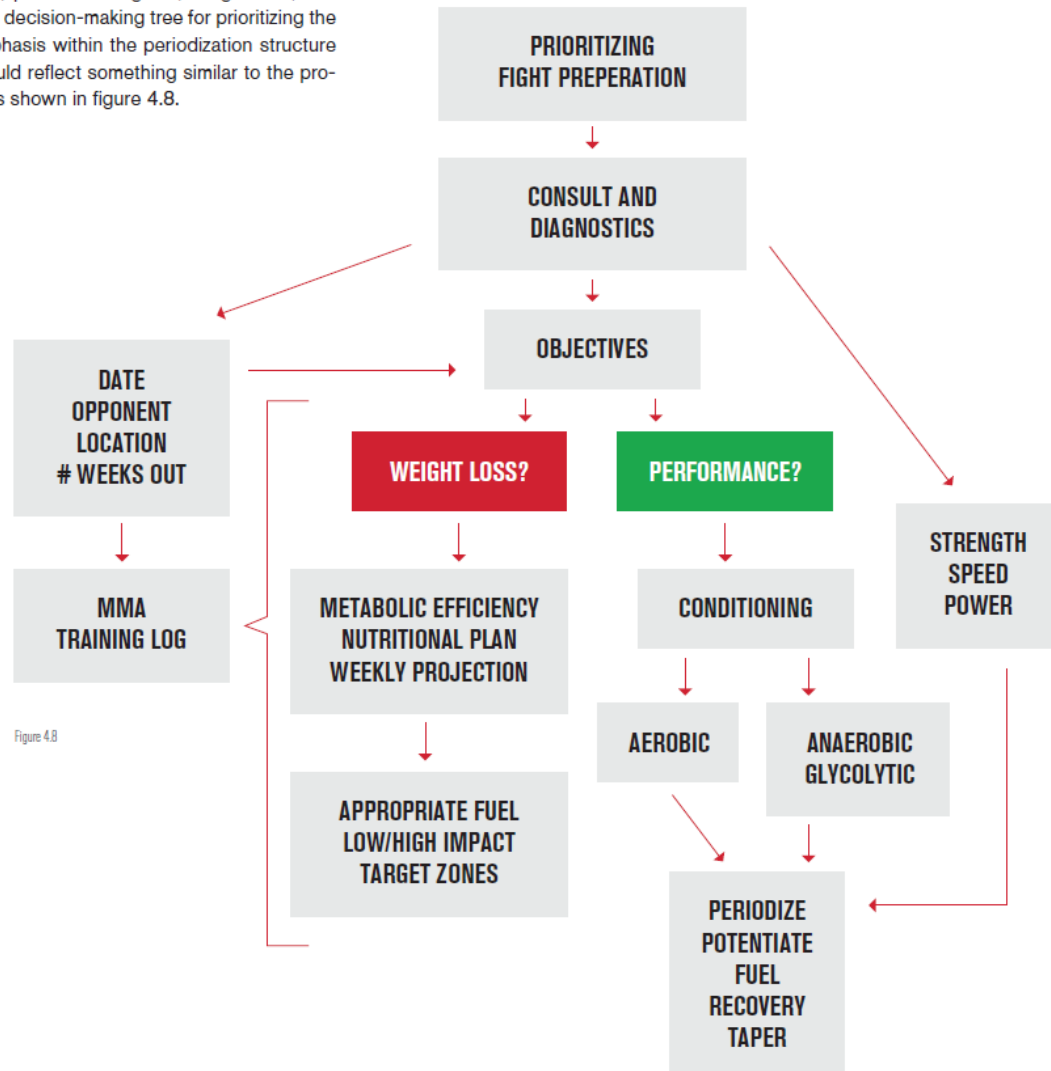 decision-making tree for prioritizing the
within the periodization structure
reflect something similar to the pro-
shown in figure 4.8.
PRIORITIZING
FIGHT PREPERATION
CONSULT AND
DIAGNOSTICS
OBJECTIVES
DATE
OPPONENT
LOCATION
# WEEKS OUT
WEIGHT LOSS?
PERFORMANCE?
STRENGTH
SPEED
POWER
MMA
TRAINING LOG
METABOLIC EFFICIENCY
NUTRITIONAL PLAN
WEEKLY PROJECTION
CONDITIONING
Figure 4.8
AEROBIC
ANAEROBIC
GLYCOLYTIC
APPROPRIATE FUEL
LOW/HIGH IMPACT
TARGET ZONES
PERIODIZE
POTENTIATE
FUEL
RECOVERY
TAPER